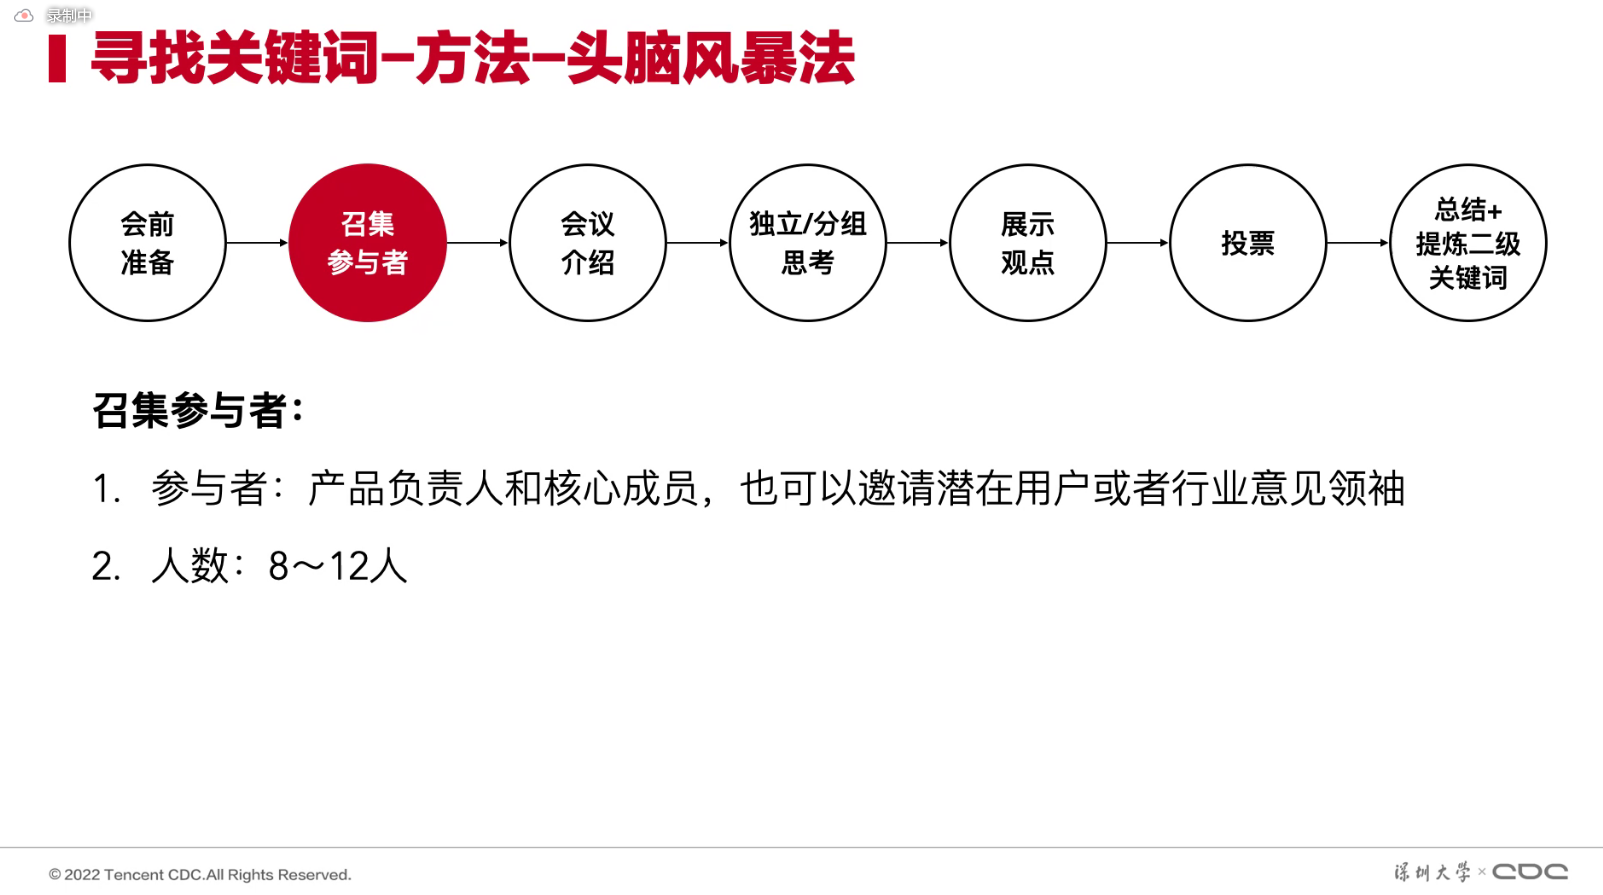 录制中
寻找关键词-方法-头脑风暴法
会前
准备
召集
参与者
会议
介绍
独立/分组
思考
展示
观点
投票
总结+
提炼二级
关键词
召集参与者：
1. 参与者：产品负责人和核心成员，也可以邀请潜在用户或者行业意见领袖
2. 人数：8～12人
© 2022 Tencent CDC.All Rights Reserved.
深圳大学 × CDC